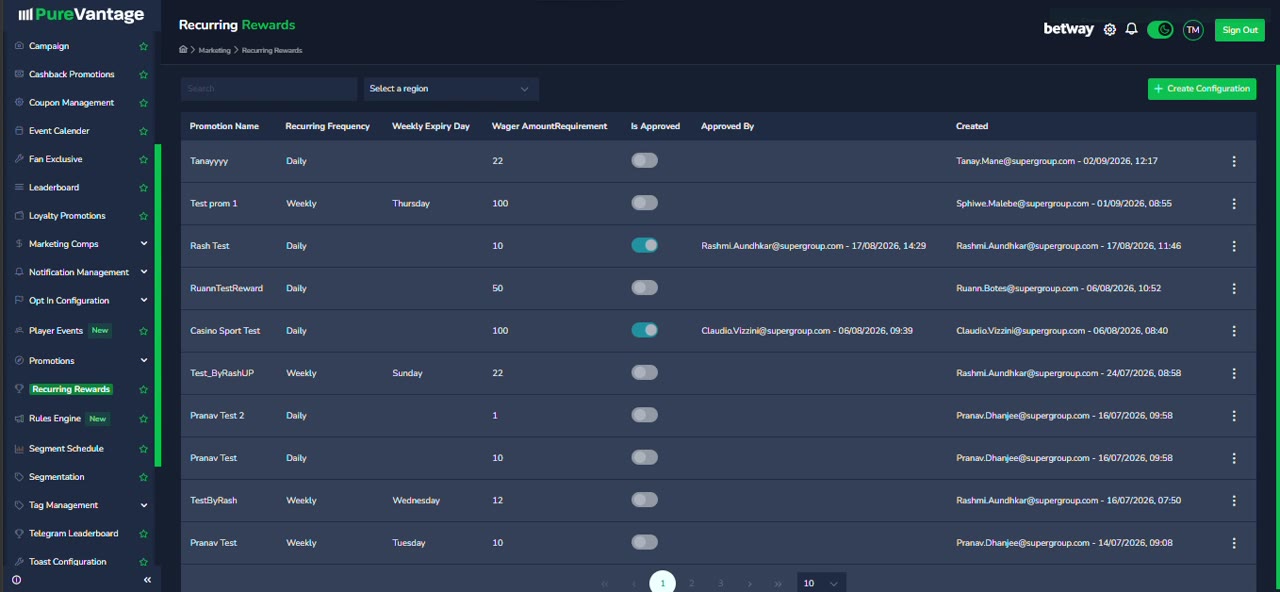 PureVantage
Campaign
Cashback Promotions
Coupon Management
Event Calender
Fan Exclusive
Leaderboard
Loyalty Promotions
Marketing Comps
Notification Management
Opt In Configuration
Player Events New
Promotions
Recurring Rewards
Rules Engine New
Segment Schedule
Segmentation
Tag Management
Telegram Leaderboard
Toast Configuration
«
Recurring Rewards
Marketing > Recurring Rewards
betway TM Sign Out
Search Select a region + Create Configuration
Promotion Name Recurring Frequency Weekly Expiry Day Wager AmountRequirement Is Approved Approved By Created
Tanayyyy Daily 22 Tanay.Mane@supergroup.com - 02/09/2026, 12:17
Test prom 1 Weekly Thursday 100 Sphiwe.Malebe@supergroup.com - 01/09/2026, 08:55
Rash Test Daily 10 Rashmi.Aundhkar@supergroup.com - 17/08/2026, 14:29 Rashmi.Aundhkar@supergroup.com - 17/08/2026, 11:46
RuannTestReward Daily 50 Ruann.Botes@supergroup.com - 06/08/2026, 10:52
Casino Sport Test Daily 100 Claudio.Vizzini@supergroup.com - 06/08/2026, 09:39 Claudio.Vizzini@supergroup.com - 06/08/2026, 08:40
Test_ByRashUP Weekly Sunday 22 Rashmi.Aundhkar@supergroup.com - 24/07/2026, 08:58
Pranav Test 2 Daily 1 Pranav.Dhanjee@supergroup.com - 16/07/2026, 09:58
Pranav Test Daily 10 Pranav.Dhanjee@supergroup.com - 16/07/2026, 09:58
TestByRash Weekly Wednesday 12 Rashmi.Aundhkar@supergroup.com - 16/07/2026, 07:50
Pranav Test Weekly Tuesday 10 Pranav.Dhanjee@supergroup.com - 14/07/2026, 09:08
« ‹ 1 2 3 › » 10